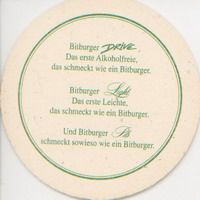 Bitburger DRIVE
Das erste Alkoholfreie,
das schmeckt wie ein Bitburger.
Bitburger Light
Das erste Leichte,
das schmeckt wie ein Bitburger.
Und Bitburger Pils
schmeckt sowieso wie ein Bitburger.